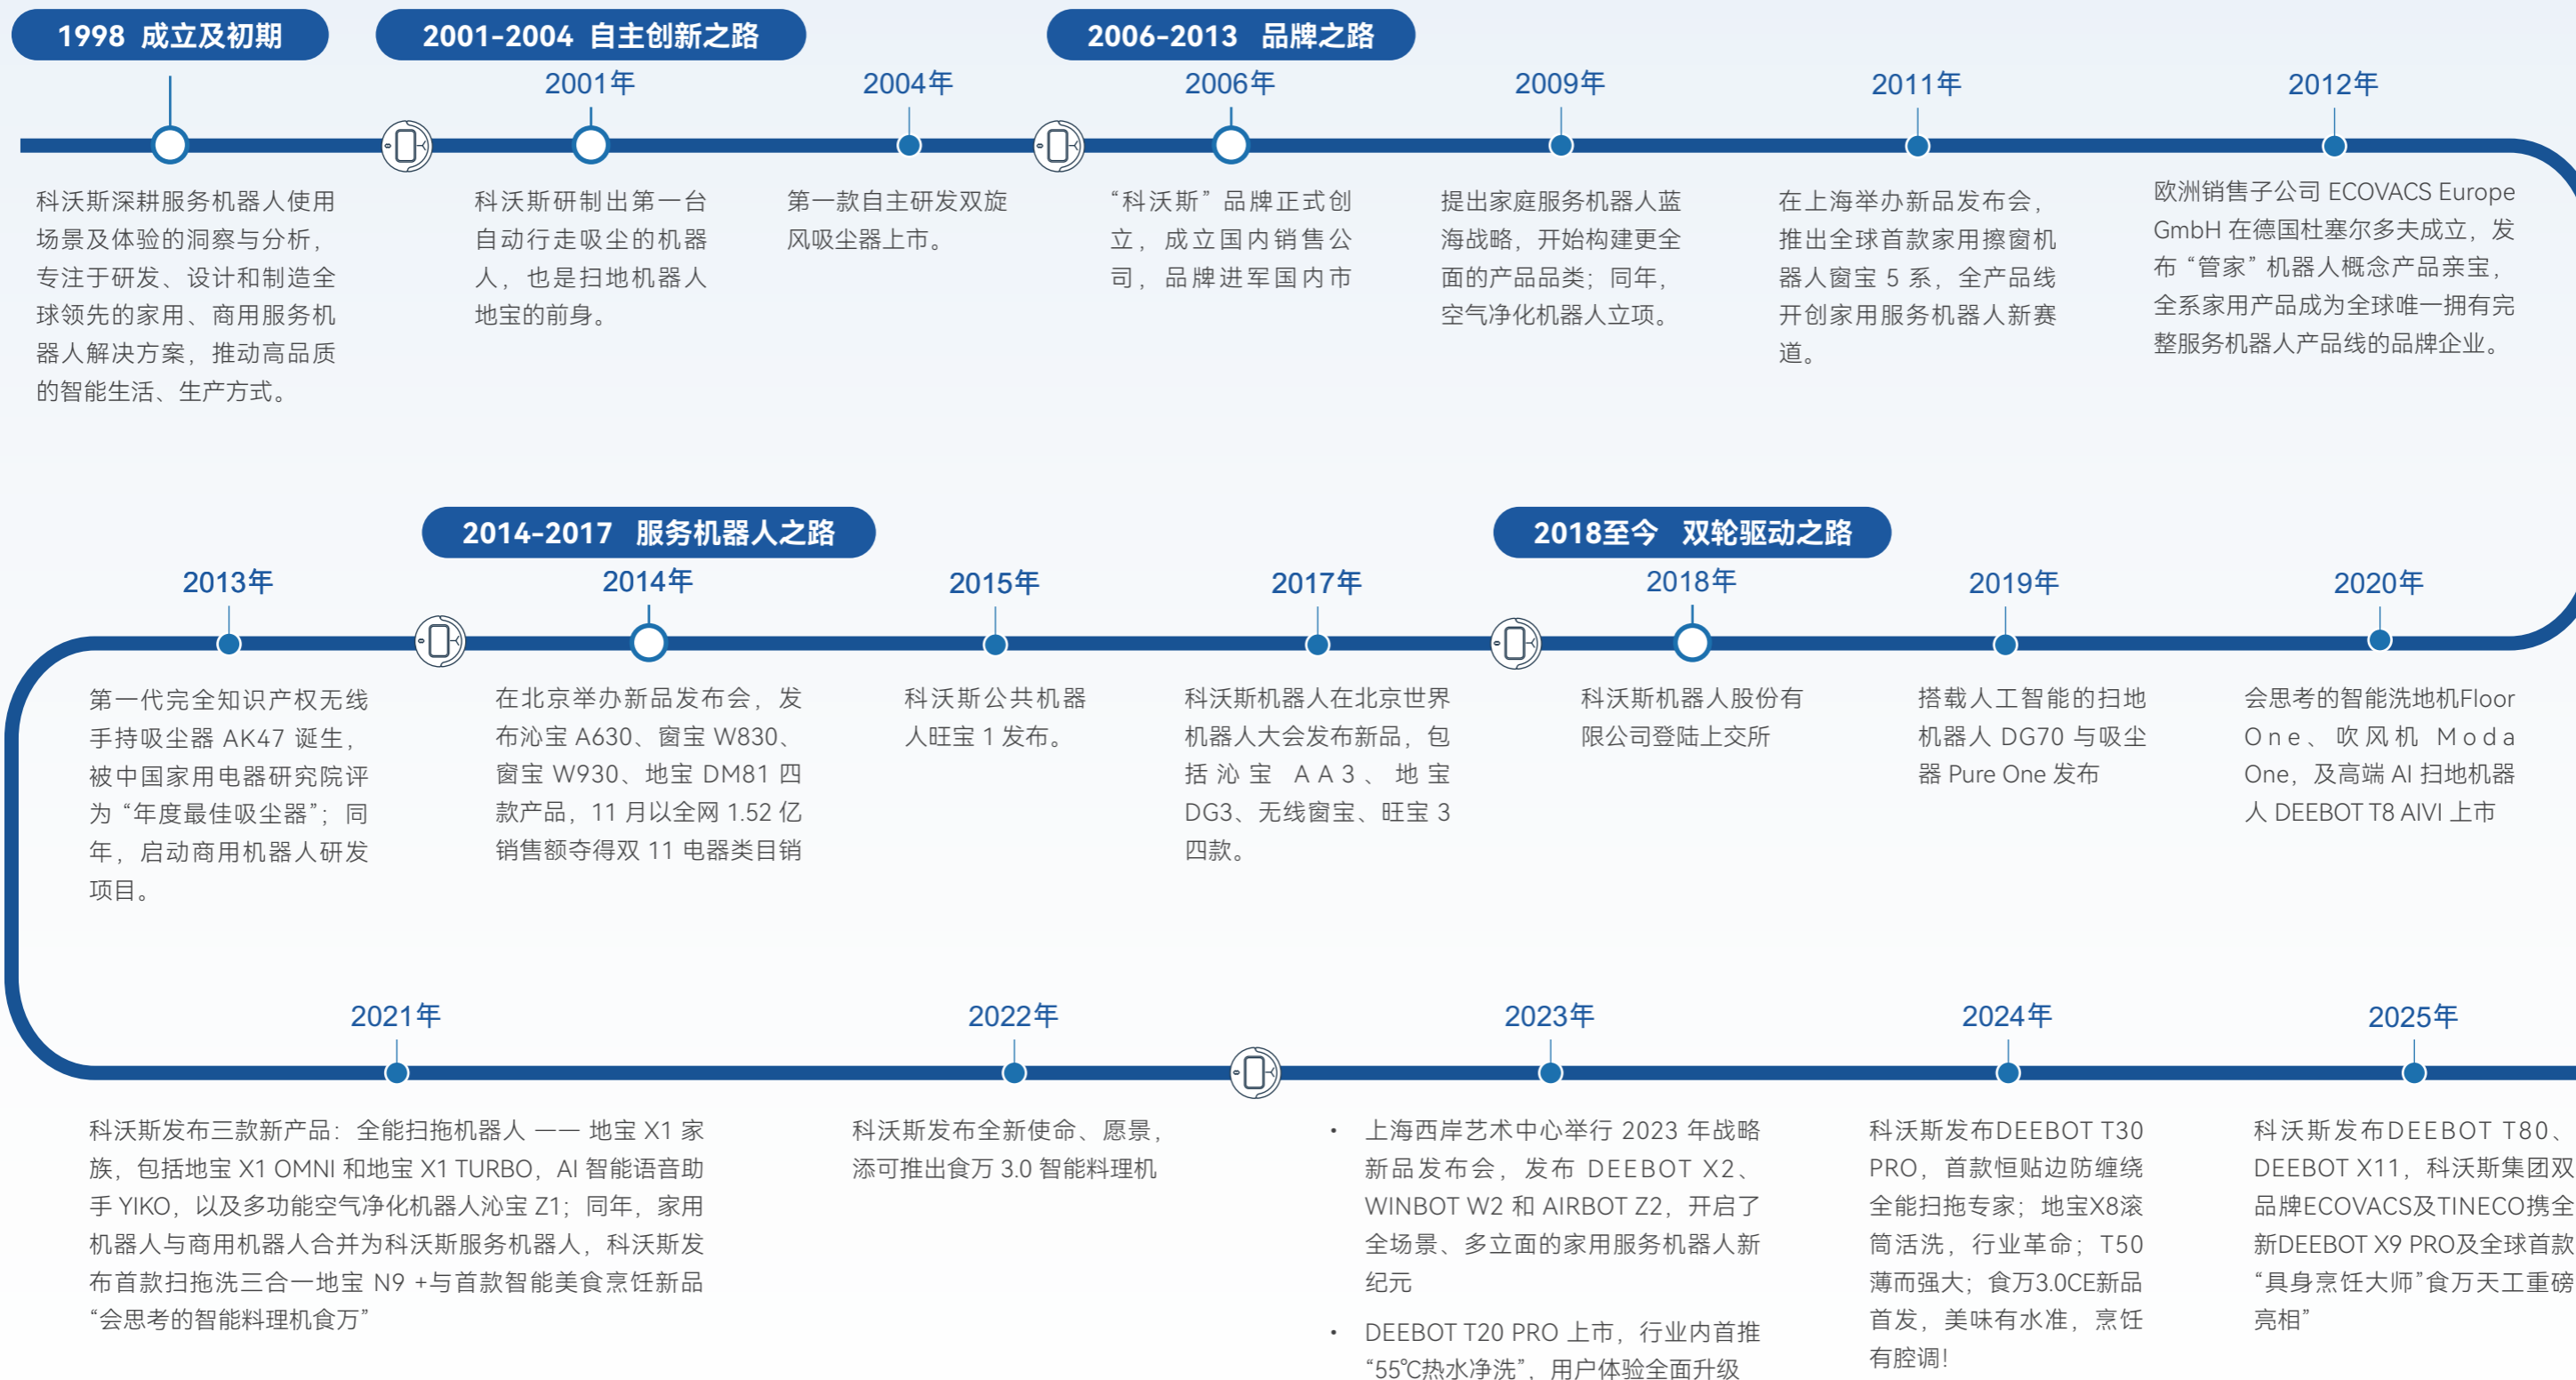 1998 成立及初期
科沃斯深耕服务机器人使用
场景及体验的洞察与分析，
专注于研发、设计和制造全
球领先的家用、商用服务机
器人解决方案，推动高品质
的智能生活、生产方式。
2001-2004 自主创新之路
2001年
科沃斯研制出第一台
自动行走吸尘的机器
人，也是扫地机器人
地宝的前身。
2004年
第一款自主研发双旋
风吸尘器上市。
2006-2013 品牌之路
2006年
“科沃斯”品牌正式创
立，成立国内销售公
司，品牌进军国内市
2009年
提出家庭服务机器人蓝
海战略，开始构建更全
面的产品品类；同年，
空气净化机器人立项。
2011年
在上海举办新品发布会，
推出全球首款家用擦窗机
器人窗宝 5 系，全产品线
开创家用服务机器人新赛
道。
2012年
欧洲销售子公司 ECOVACS Europe
GmbH 在德国杜塞尔多夫成立，发
布“管家”机器人概念产品亲宝，
全系家用产品成为全球唯一拥有完
整服务机器人产品线的品牌企业。
2013年
第一代完全知识产权无线
手持吸尘器 AK47 诞生，
被中国家用电器研究院评
为“年度最佳吸尘器”；同
年，启动商用机器人研发
项目。
2014-2017 服务机器人之路
2014年
在北京举办新品发布会，发
布沁宝 A630、窗宝 W830、
窗宝 W930、地宝 DM81 四
款产品，11 月以全网 1.52 亿
销售额夺得双 11 电器类目销
2015年
科沃斯公共机器
人旺宝 1 发布。
2017年
科沃斯机器人在北京世界
机器人大会发布新品，包
括沁宝 AA3、地宝
DG3、无线窗宝、旺宝 3
四款。
2018至今 双轮驱动之路
2018年
科沃斯机器人股份有
限公司登陆上交所
2019年
搭载人工智能的扫地
机器人 DG70 与吸尘
器 Pure One 发布
2020年
会思考的智能洗地机Floor
One、吹风机 Moda
One，及高端 AI 扫地机器
人 DEEBOT T8 AIVI 上市
2021年
科沃斯发布三款新产品：全能扫拖机器人 —— 地宝 X1 家
族，包括地宝 X1 OMNI 和地宝 X1 TURBO，AI 智能语音助
手 YIKO，以及多功能空气净化机器人沁宝 Z1；同年，家用
机器人与商用机器人合并为科沃斯服务机器人，科沃斯发
布首款扫拖洗三合一地宝 N9 +与首款智能美食烹饪新品
“会思考的智能料理机食万”
2022年
科沃斯发布全新使命、愿景，
添可推出食万 3.0 智能料理机
2023年
• 上海西岸艺术中心举行 2023 年战略
新品发布会，发布 DEEBOT X2、
WINBOT W2 和 AIRBOT Z2，开启了
全场景、多立面的家用服务机器人新
纪元
• DEEBOT T20 PRO 上市，行业内首推
“55℃热水净洗”，用户体验全面升级
2024年
科沃斯发布DEEBOT T30
PRO，首款恒贴边防缠绕
全能扫拖专家；地宝X8滚
筒活洗，行业革命；T50
薄而强大；食万3.0CE新品
首发，美味有水准，烹饪
有腔调！
2025年
科沃斯发布DEEBOT T80、
DEEBOT X11，科沃斯集团双
品牌ECOVACS及TINECO携全
新DEEBOT X9 PRO及全球首款
“具身烹饪大师”食万天工重磅
亮相”